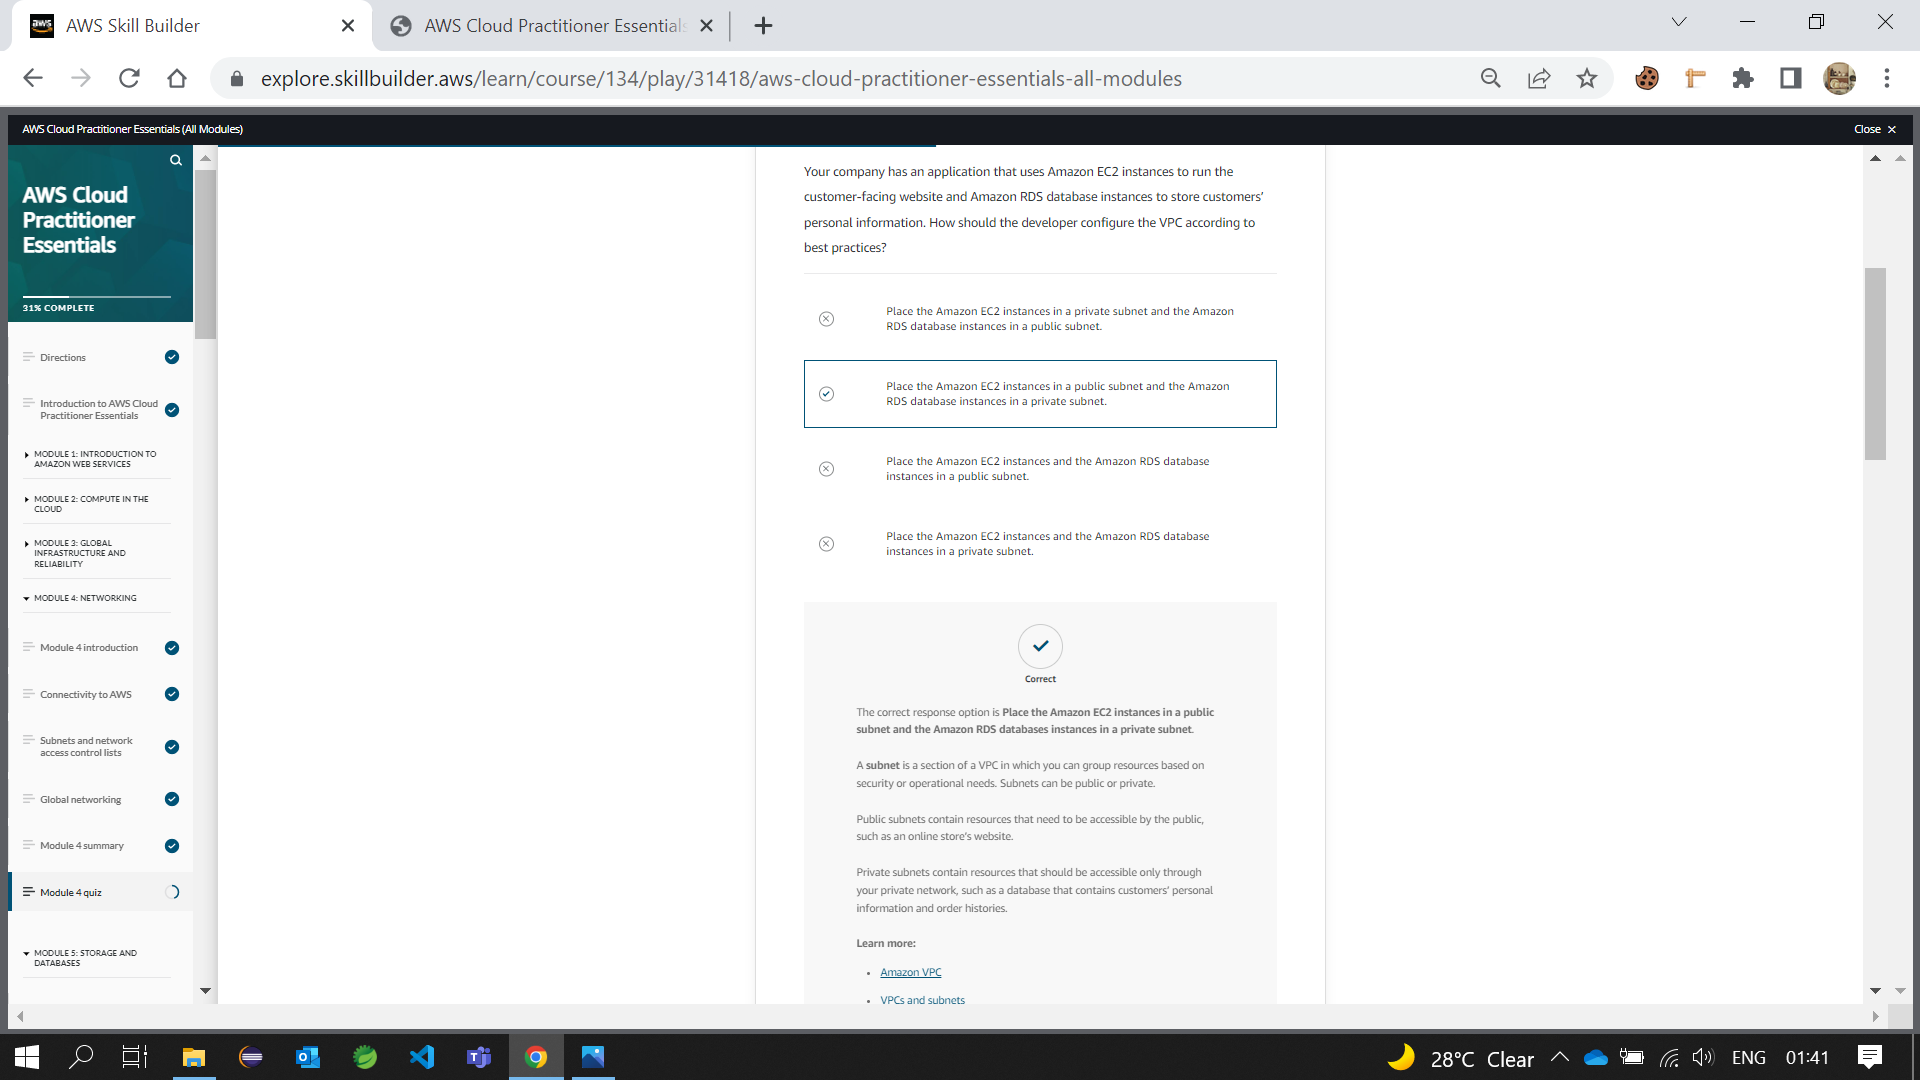 AWS Skill Builder
AWS Cloud Practitioner Essentials
explore.skillbuilder.aws/learn/course/134/play/31418/aws-cloud-practitioner-essentials-all-modules
AWS Cloud Practitioner Essentials (All Modules)
Close
AWS Cloud
Practitioner
Essentials
31% COMPLETE
Directions
Introduction to AWS Cloud
Practitioner Essentials
MODULE 1: INTRODUCTION TO
AMAZON WEB SERVICES
MODULE 2: COMPUTE IN THE
CLOUD
MODULE 3: GLOBAL
INFRASTRUCTURE AND
RELIABILITY
MODULE 4: NETWORKING
Module 4 introduction
Connectivity to AWS
Subnets and network
access control lists
Global networking
Module 4 summary
Module 4 quiz
MODULE 5: STORAGE AND
DATABASES
Your company has an application that uses Amazon EC2 instances to run the
customer-facing website and Amazon RDS database instances to store customers’
personal information. How should the developer configure the VPC according to
best practices?
Place the Amazon EC2 instances in a private subnet and the Amazon
RDS database instances in a public subnet.
Place the Amazon EC2 instances in a public subnet and the Amazon
RDS database instances in a private subnet.
Place the Amazon EC2 instances and the Amazon RDS database
instances in a public subnet.
Place the Amazon EC2 instances and the Amazon RDS database
instances in a private subnet.
Correct
The correct response option is Place the Amazon EC2 instances in a public
subnet and the Amazon RDS databases instances in a private subnet.
A subnet is a section of a VPC in which you can group resources based on
security or operational needs. Subnets can be public or private.
Public subnets contain resources that need to be accessible by the public,
such as an online store’s website.
Private subnets contain resources that should be accessible only through
your private network, such as a database that contains customers’ personal
information and order histories.
Learn more:
Amazon VPC
VPCs and subnets
28°C Clear
ENG
01:41